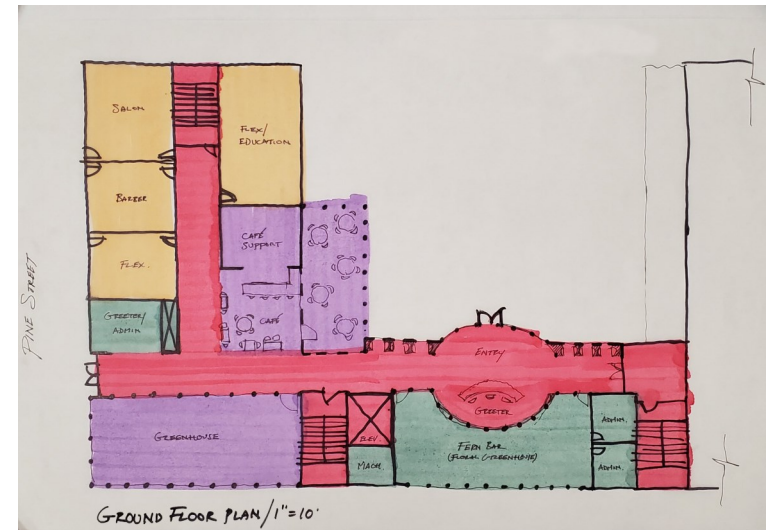 SALON
FLEX/
EDUCATION
BARBER
CAFÉ
SUPPORT
FLEX.
GREETER/
ADMIN
CAFÉ
PINE STREET
ENTRY
GREETER
GREENHOUSE
ELEV.
MACH.
FERN BAR
(FLORAL GREENHOUSE)
ADMIN.
ADMIN.
GROUND FLOOR PLAN/1"=10'